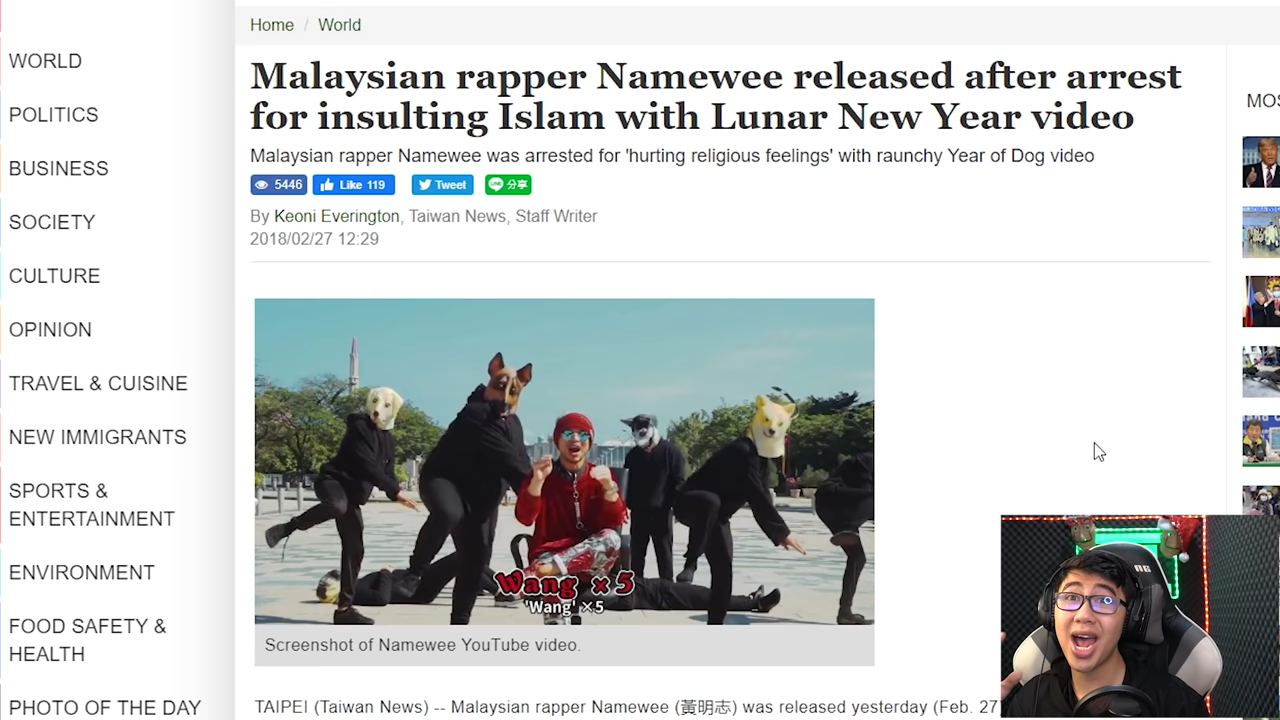 Home / World
WORLD
POLITICS
BUSINESS
SOCIETY
CULTURE
OPINION
TRAVEL & CUISINE
NEW IMMIGRANTS
SPORTS &
ENTERTAINMENT
ENVIRONMENT
FOOD SAFETY &
HEALTH
PHOTO OF THE DAY
Malaysian rapper Namewee released after arrest
for insulting Islam with Lunar New Year video
Malaysian rapper Namewee was arrested for 'hurting religious feelings' with raunchy Year of Dog video
5446 Like 119 Tweet LINE 分享
By Keoni Everington, Taiwan News, Staff Writer
2018/02/27 12:29
Wang ×5
'Wang' ×5
Screenshot of Namewee YouTube video.
TAIPEI (Taiwan News) -- Malaysian rapper Namewee (黃明志) was released yesterday (Feb. 27